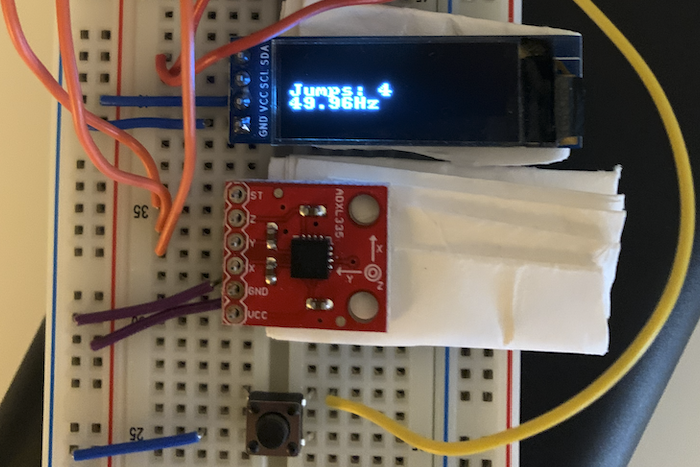 GND VCC SCL SDA
Jumps: 4
49.96Hz
35
ST
Z
Y
X
GND
VCC
ADXL335
X
Y
Z
25